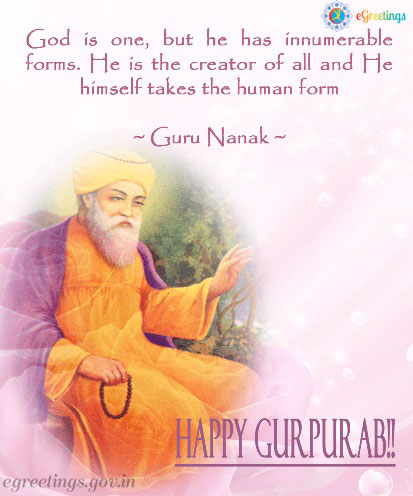 eGreetings
God is one, but he has innumerable
forms. He is the creator of all and He
himself takes the human form
~ Guru Nanak ~
HAPPY GURPURAB!!
egreetings.gov.in